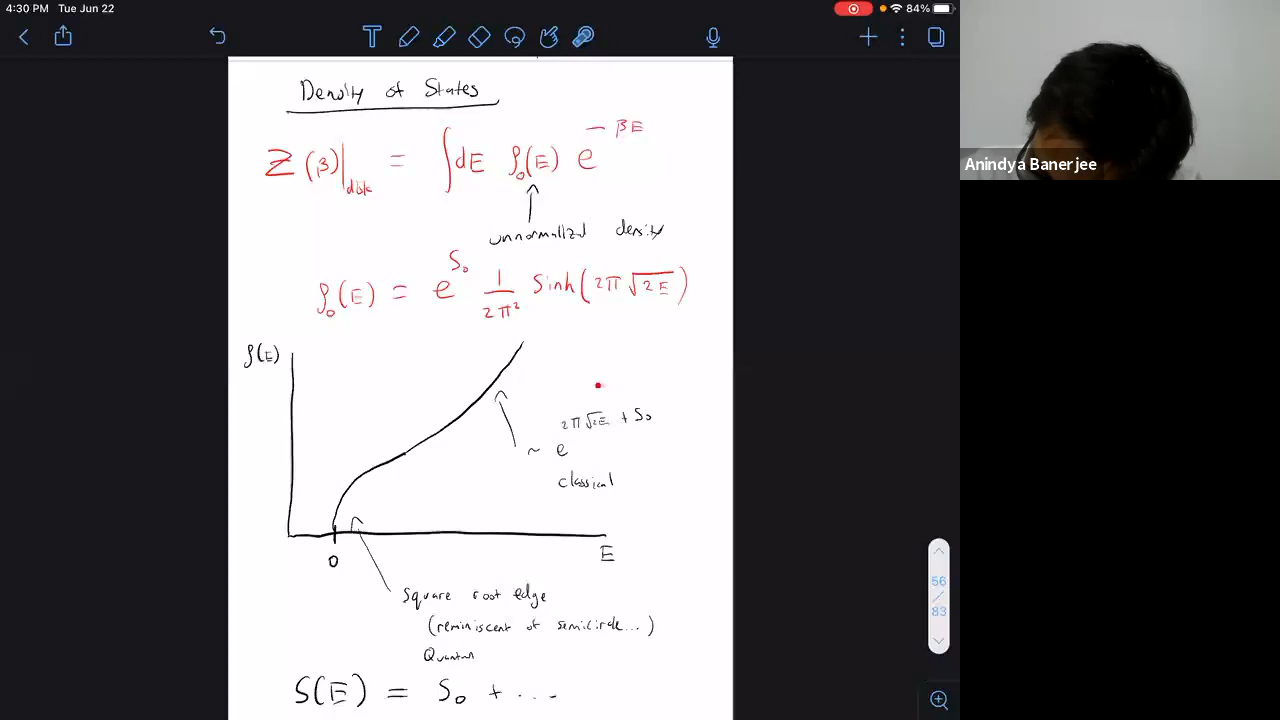 4:30 PM Tue Jun 22
84%
Density of States
Z(β)|disk = ∫dE ρ₀(E) e^{-βE}
unnormalized density
ρ₀(E) = e^{S₀} 1/2π² Sinh(2π√2E)
ρ(E)
~ e^{2π√2E + S₀}
classical
0
E
Square root edge
(reminiscent of semicircle...)
Quantum
S(E) = S₀ + ...
56
/
83
Anindya Banerjee